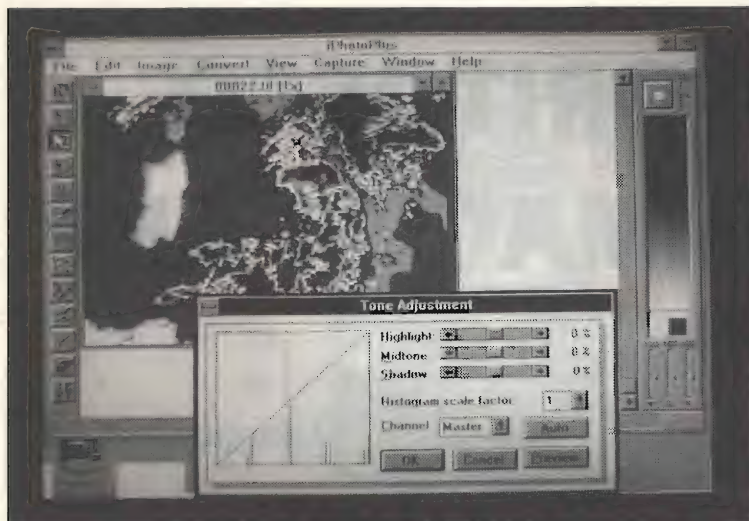 iPhotoPlus
File Edit Image Convert View Capture Window Help
Tone Adjustment
Highlight 0 %
Midtone 0 %
Shadow 0 %
Histogram scale factor 1
Channel Master Auto
OK Cancel Preview